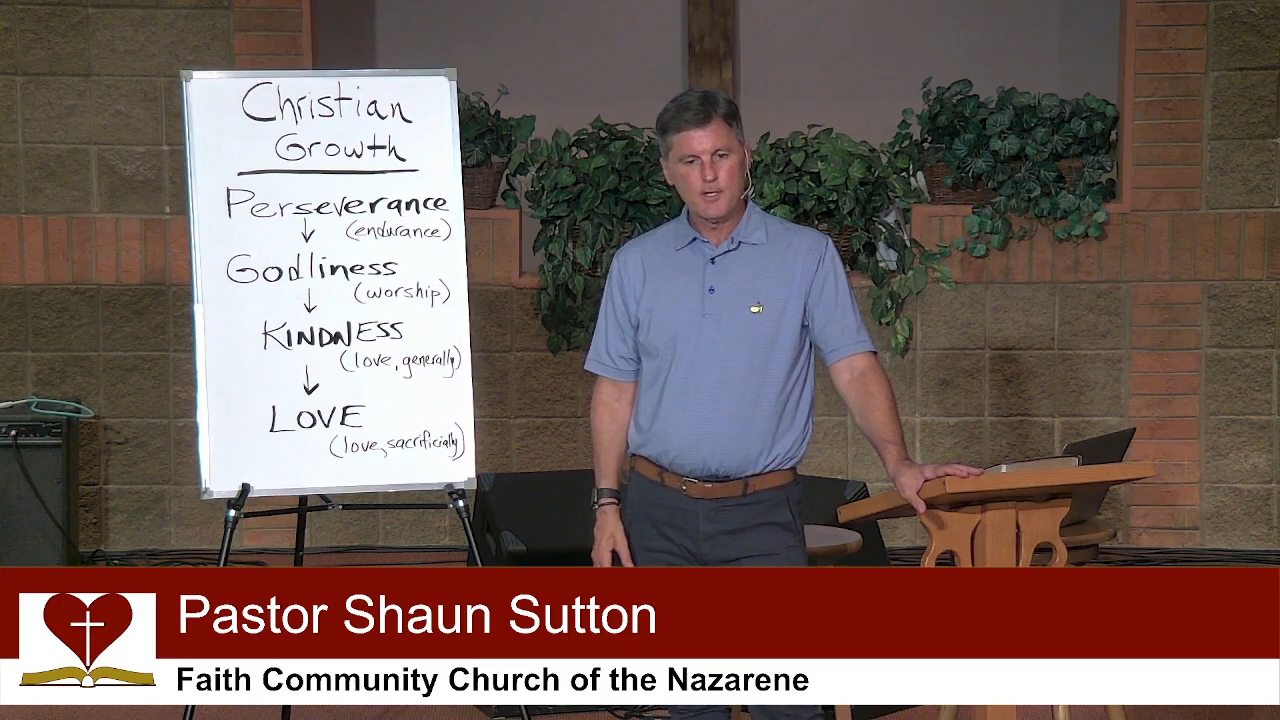 Christian
Growth
Perseverance
(endurance)
Godliness
(worship)
KINDNESS
(love, generally)
LOVE
(love, sacrificially)
Pastor Shaun Sutton
Faith Community Church of the Nazarene